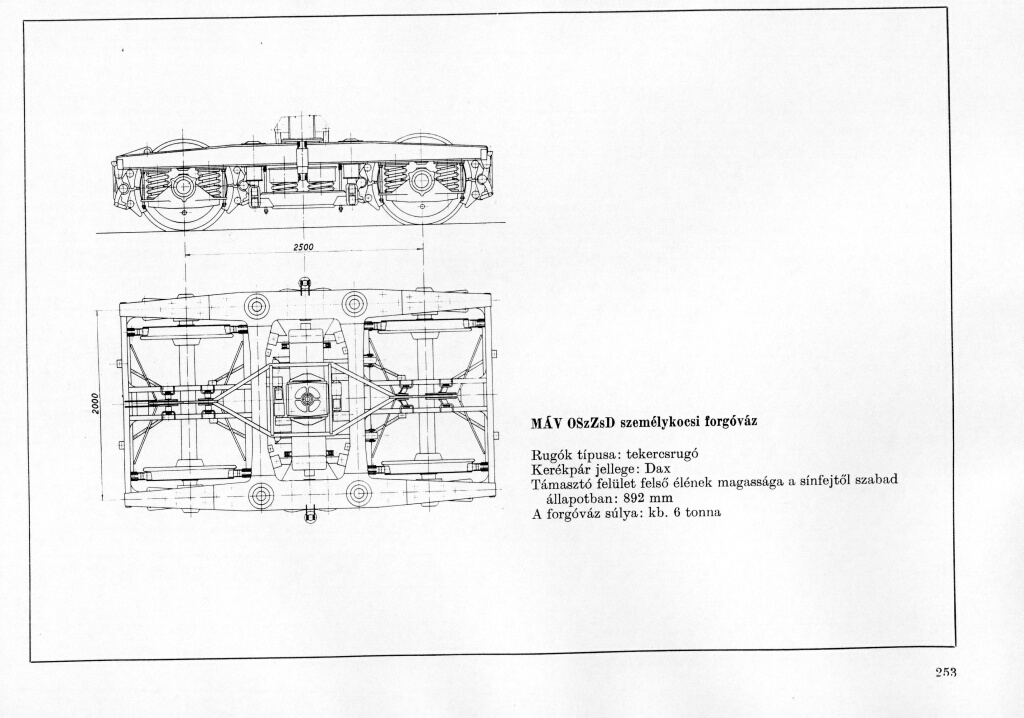 2500
2000
MÁV OSzZsD személykocsi forgóváz
Rugók típusa: tekercsrugó
Kerékpár jellege: Dax
Támasztó felület felső élének magassága a sínfejtől szabad
állapotban: 892 mm
A forgóváz súlya: kb. 6 tonna
253